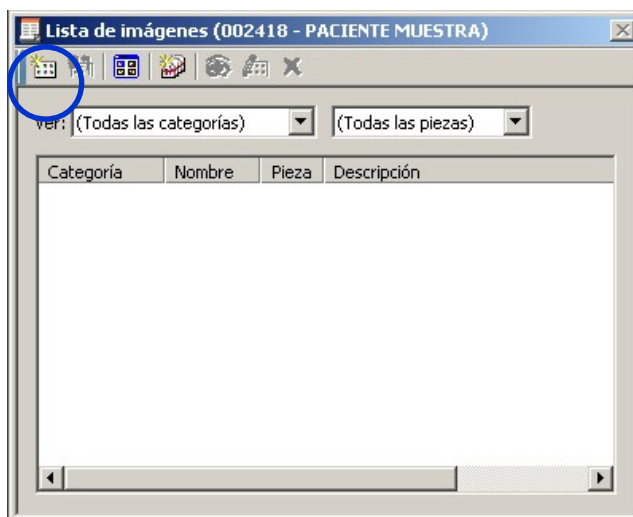 Lista de imágenes (002418 - PACIENTE MUESTRA)
Ver: (Todas las categorías) (Todas las piezas)
Categoría Nombre Pieza Descripción